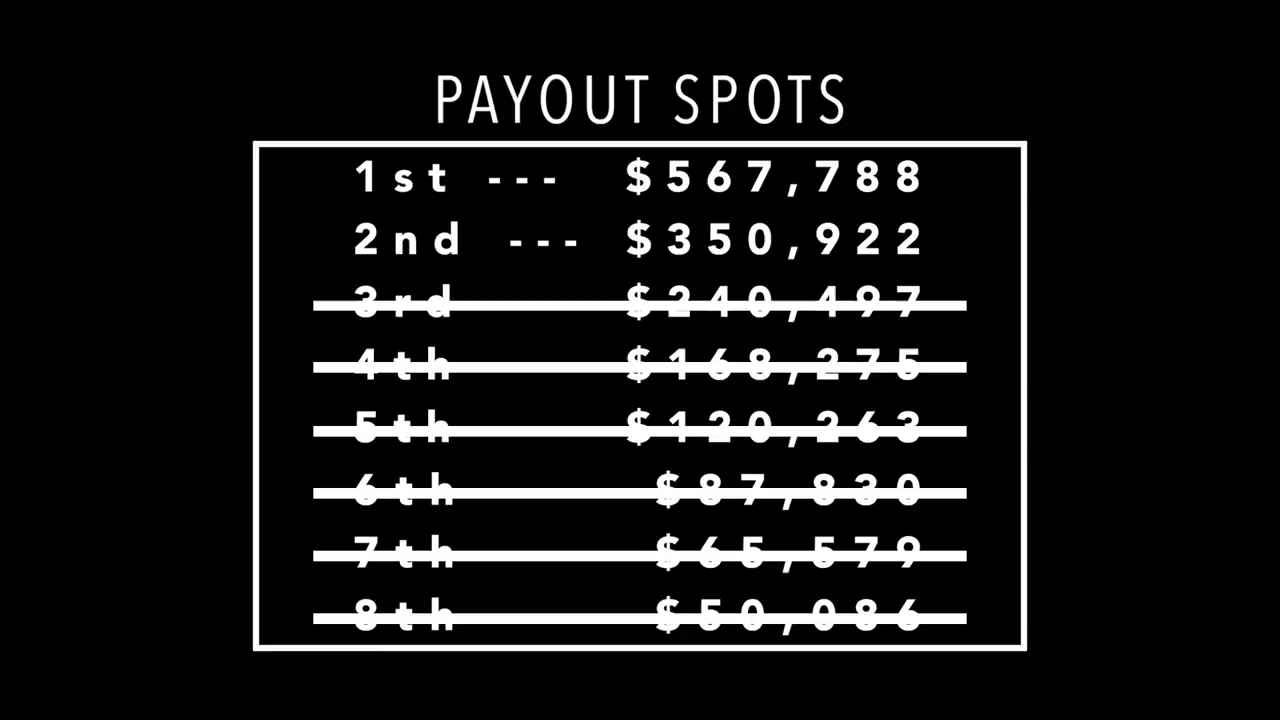 PAYOUT SPOTS
1st --- $567,788
2nd --- $350,922
3rd $240,497
4th $168,275
5th $120,263
6th $87,830
7th $65,579
8th $50,086